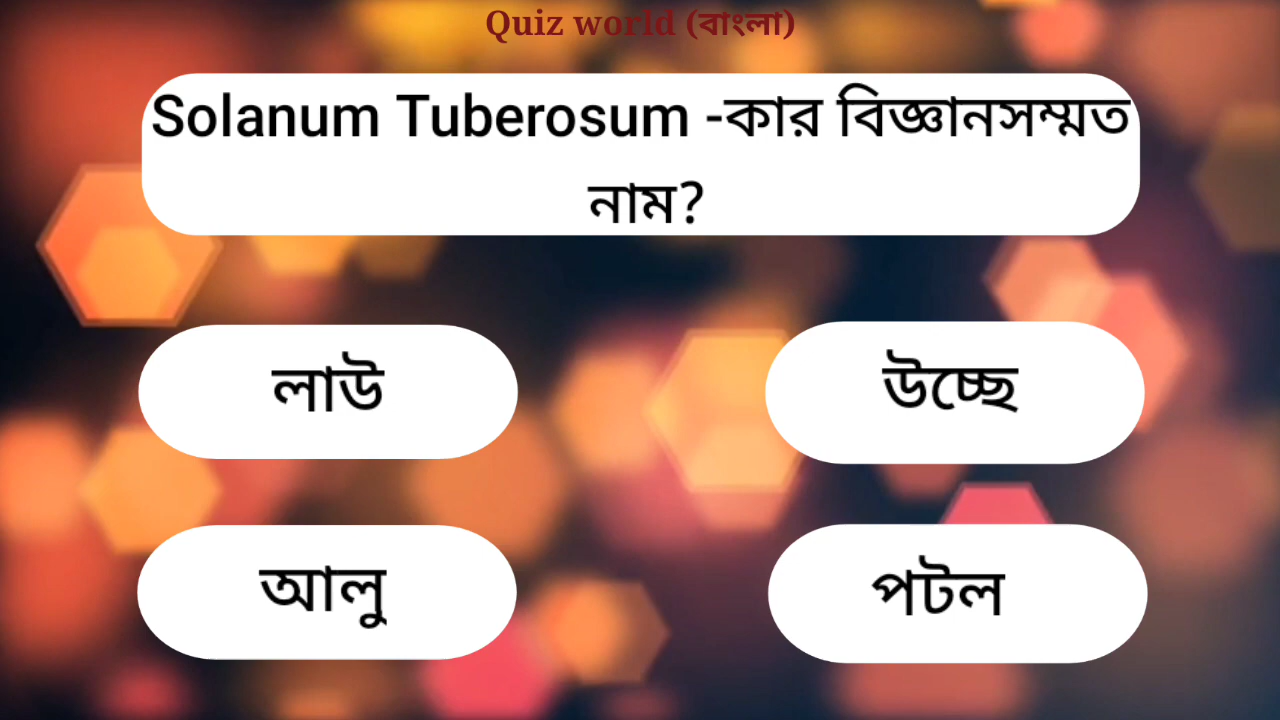 Quiz world (বাংলা)
Solanum Tuberosum -কার বিজ্ঞানসম্মত
নাম?
লাউ
উচ্ছে
আলু
পটল